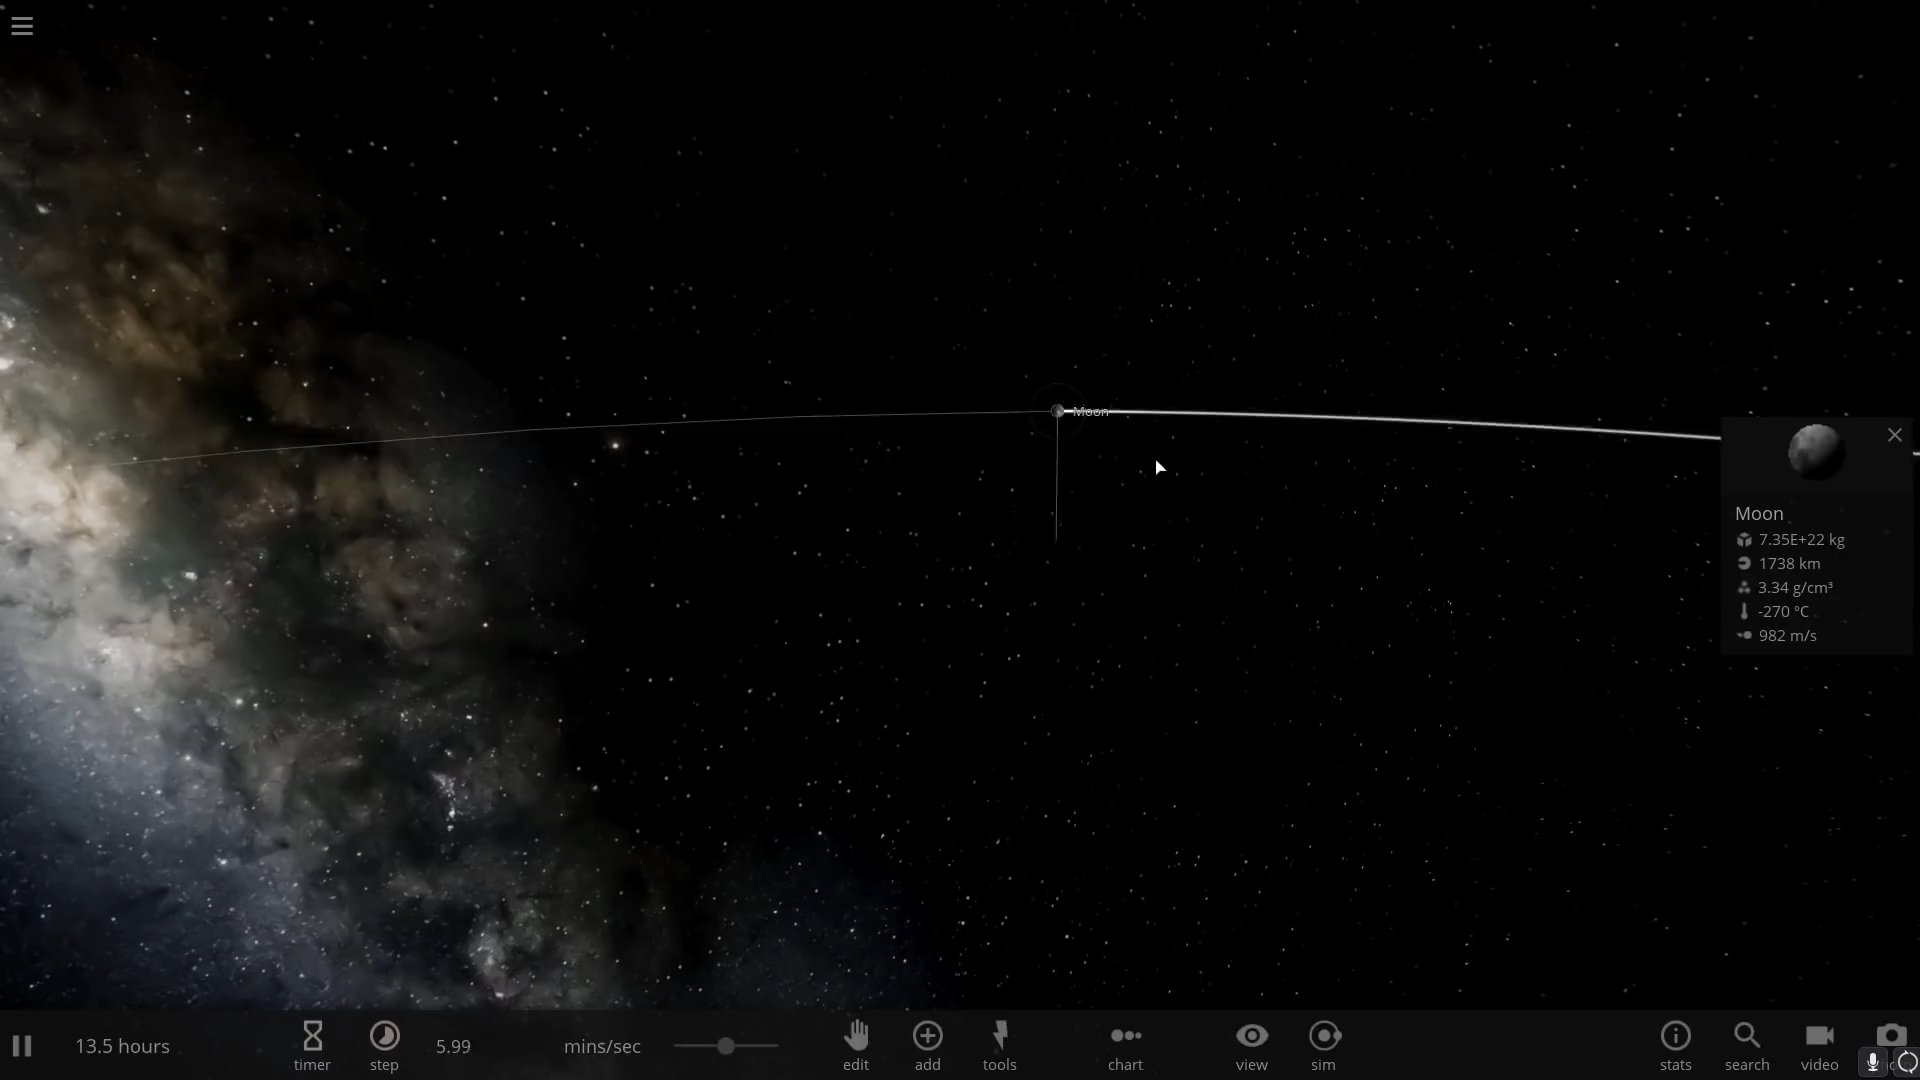 Moon
Moon
7.35E+22 kg
1738 km
3.34 g/cm³
-270 °C
982 m/s
13.5 hours
timer
step
5.99
mins/sec
edit
add
tools
chart
view
sim
stats
search
video